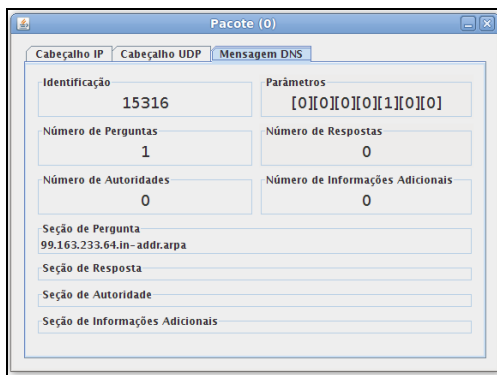 Pacote (0)
Cabeçalho IP Cabeçalho UDP Mensagem DNS
Identificação Parâmetros
15316 [0][0][0][0][1][0][0]
Número de Perguntas Número de Respostas
1 0
Número de Autoridades Número de Informações Adicionais
0 0
Seção de Pergunta
99.163.233.64.in-addr.arpa
Seção de Resposta
Seção de Autoridade
Seção de Informações Adicionais